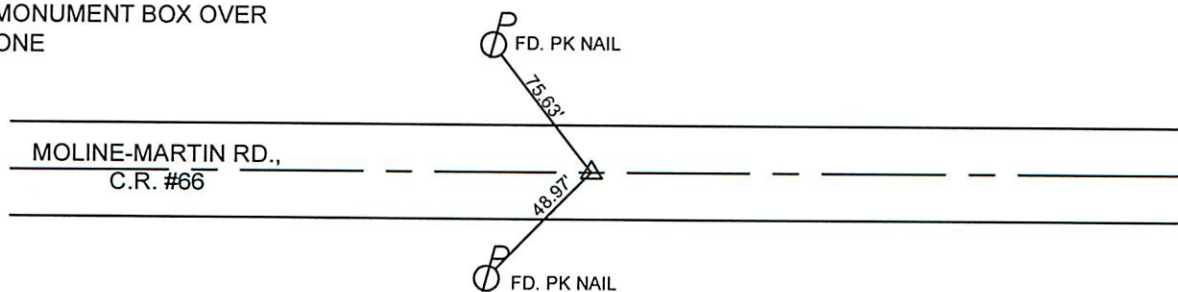 MONUMENT BOX OVER
ONE
P
FD. PK NAIL
75.63'
MOLINE-MARTIN RD.,
C.R. #66
48.97'
P
FD. PK NAIL